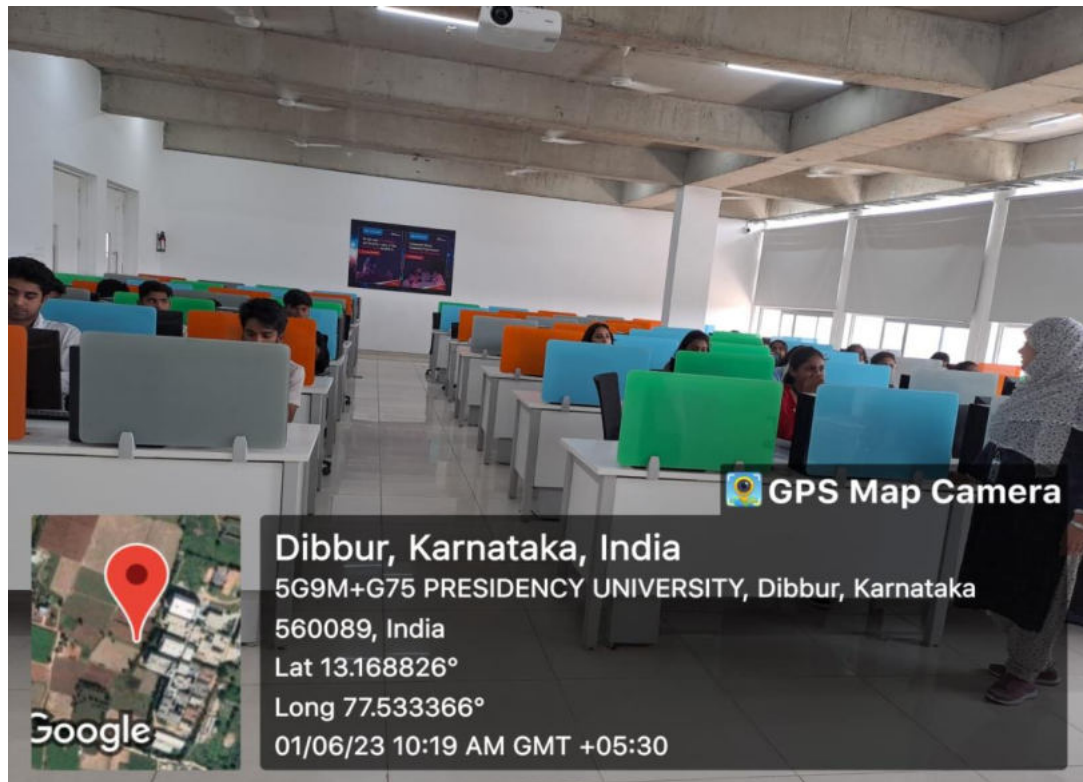 GPS Map Camera
Dibbur, Karnataka, India
5G9M+G75 PRESIDENCY UNIVERSITY, Dibbur, Karnataka
560089, India
Lat 13.168826°
Long 77.533366°
01/06/23 10:19 AM GMT +05:30
Google